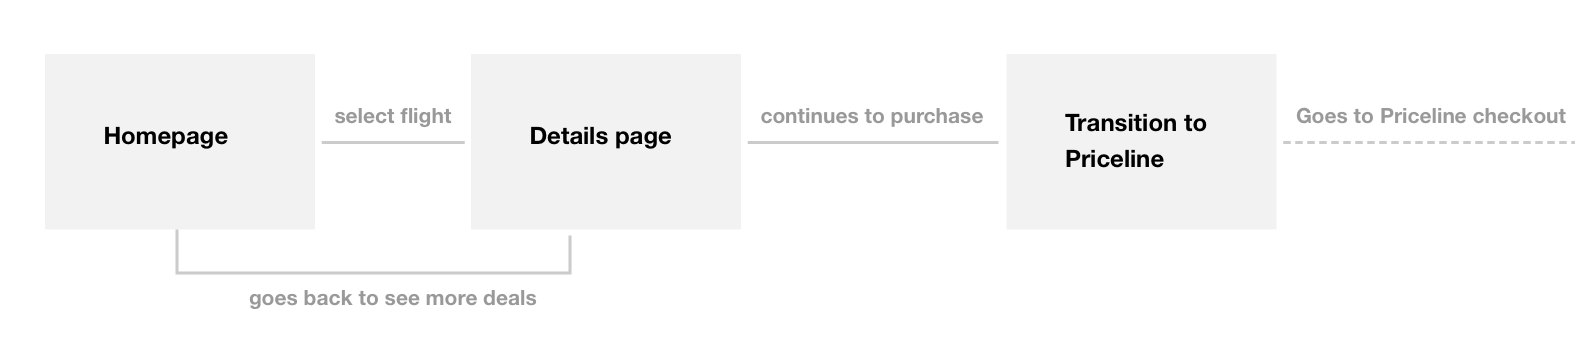 Homepage
select flight
Details page
continues to purchase
Transition to
Priceline
Goes to Priceline checkout
goes back to see more deals